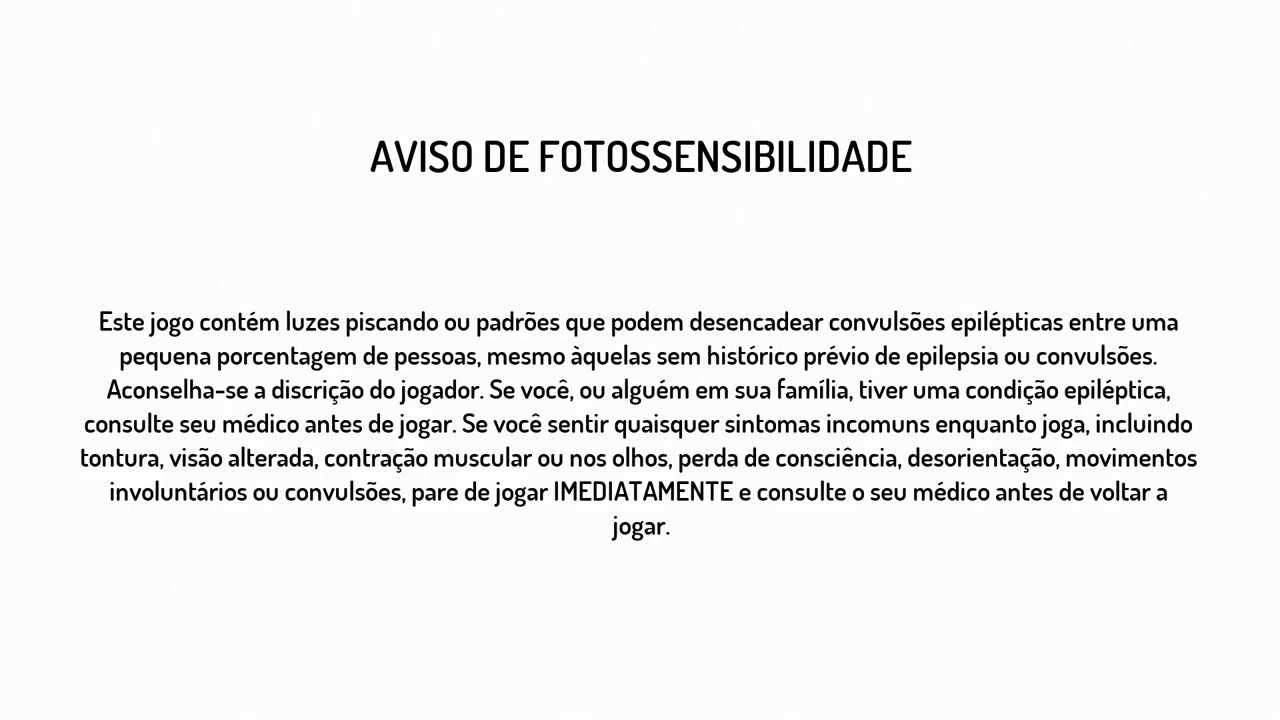 AVISO DE FOTOSSENSIBILIDADE
Este jogo contém luzes piscando ou padrões que podem desencadear convulsões epilépticas entre uma
pequena porcentagem de pessoas, mesmo àquelas sem histórico prévio de epilepsia ou convulsões.
Aconselha-se a discrição do jogador. Se você, ou alguém em sua família, tiver uma condição epiléptica,
consulte seu médico antes de jogar. Se você sentir quaisquer sintomas incomuns enquanto joga, incluindo
tontura, visão alterada, contração muscular ou nos olhos, perda de consciência, desorientação, movimentos
involuntários ou convulsões, pare de jogar IMEDIATAMENTE e consulte o seu médico antes de voltar a
jogar.